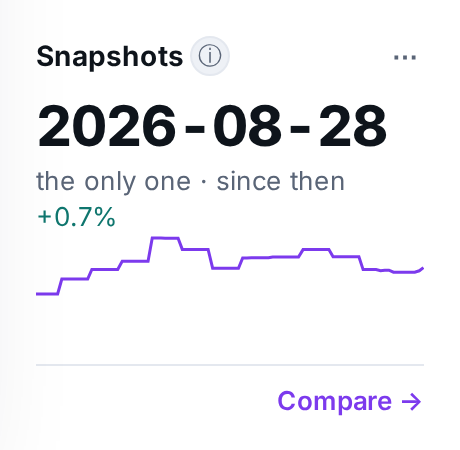 Snapshots ⓘ ...
2026-08-28
the only one · since then
+0.7%
Compare →